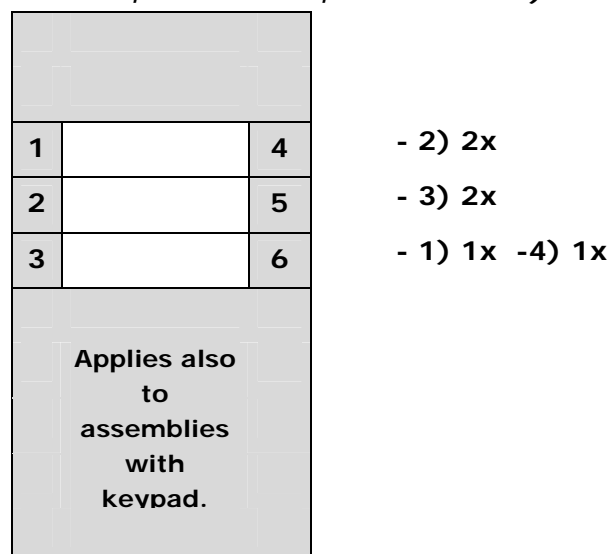 1 4 - 2) 2x
2 5 - 3) 2x
3 6 - 1) 1x -4) 1x
Applies also
to
assemblies
with
keypad.